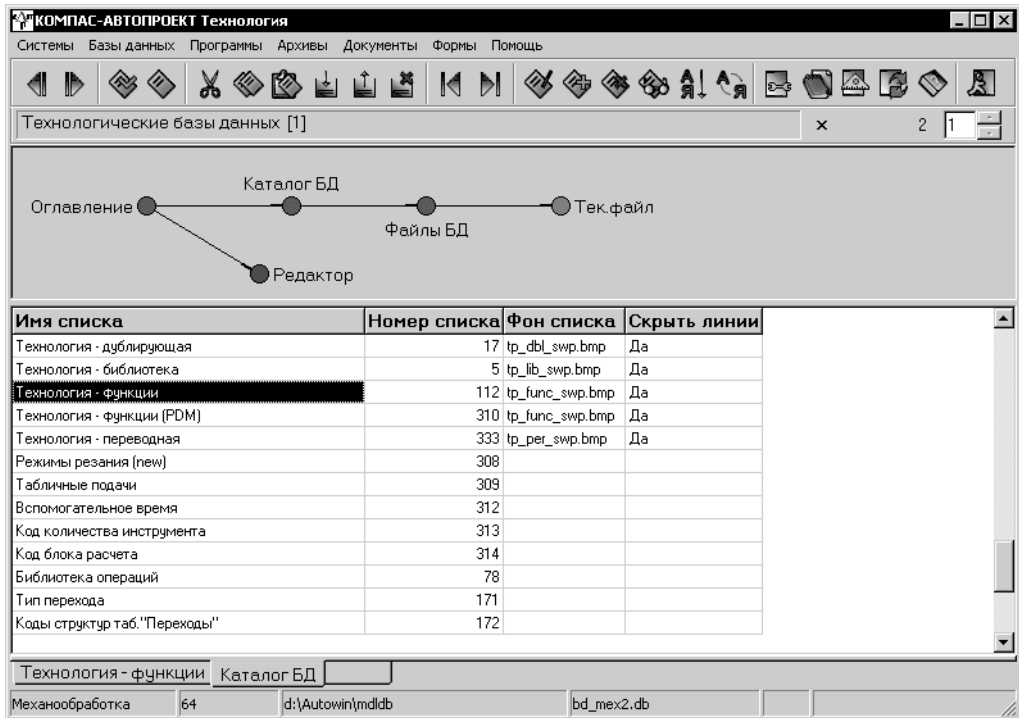 КОМПАС-АВТОПРОЕКТ Технология
Системы Базы данных Программы Архивы Документы Формы Помощь
Технологические базы данных [1] × 2 1
Каталог БД
Оглавление Тек.файл
Файлы БД
Редактор
Имя списка Номер списка Фон списка Скрыть линии
Технология - дублирующая 17 tp_dbl_swp.bmp Да
Технология - библиотека 5 tp_lib_swp.bmp Да
Технология - функции 112 tp_func_swp.bmp Да
Технология - функции (PDM) 310 tp_func_swp.bmp Да
Технология - переводная 333 tp_per_swp.bmp Да
Режимы резания (new) 308
Табличные подачи 309
Вспомогательное время 312
Код количества инструмента 313
Код блока расчета 314
Библиотека операций 78
Тип перехода 171
Коды структур таб."Переходы" 172
Технология - функции Каталог БД
Механообработка 64 d:\Autowin\mdldb bd_mex2.db